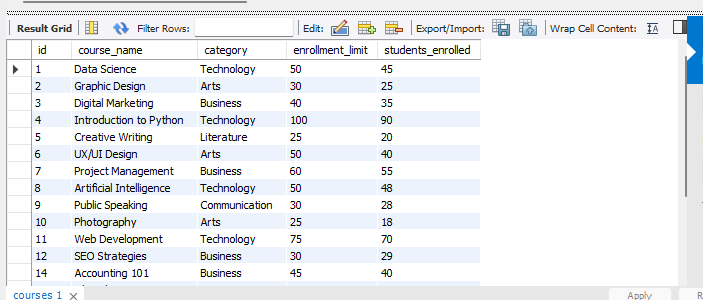 Result Grid Filter Rows: Edit: Export/Import: Wrap Cell Content: IA
id course_name category enrollment_limit students_enrolled
1 Data Science Technology 50 45
2 Graphic Design Arts 30 25
3 Digital Marketing Business 40 35
4 Introduction to Python Technology 100 90
5 Creative Writing Literature 25 20
6 UX/UI Design Arts 50 40
7 Project Management Business 60 55
8 Artificial Intelligence Technology 50 48
9 Public Speaking Communication 30 28
10 Photography Arts 25 18
11 Web Development Technology 75 70
12 SEO Strategies Business 30 29
14 Accounting 101 Business 45 40
courses 1 Apply R